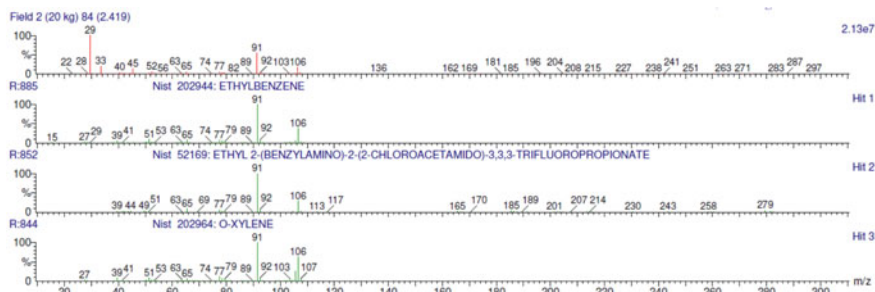 Field 2 (20 kg) 84 (2.419)
2.13e7
100
%
22 28 29 33 40 45 52 56 63 65 74 77 82 89 91 92 103 106 136 162 169 181 185 196 204 208 215 227 238 241 251 263 271 283 287 297
R:885 Nist 202944: ETHYLBENZENE Hit 1
100
%
15 27 29 39 41 51 53 63 65 74 77 79 89 91 92 106
R:852 Nist 52169: ETHYL 2-(BENZYLAMINO)-2-(2-CHLOROACETAMIDO)-3,3,3-TRIFLUOROPROPIONATE Hit 2
100
%
39 44 49 51 63 65 69 77 79 89 91 92 106 113 117 165 170 185 189 201 207 214 230 243 258 279
R:844 Nist 202964: O-XYLENE Hit 3
100
%
27 39 41 51 53 63 65 74 77 79 89 91 92 103 106 107
m/z